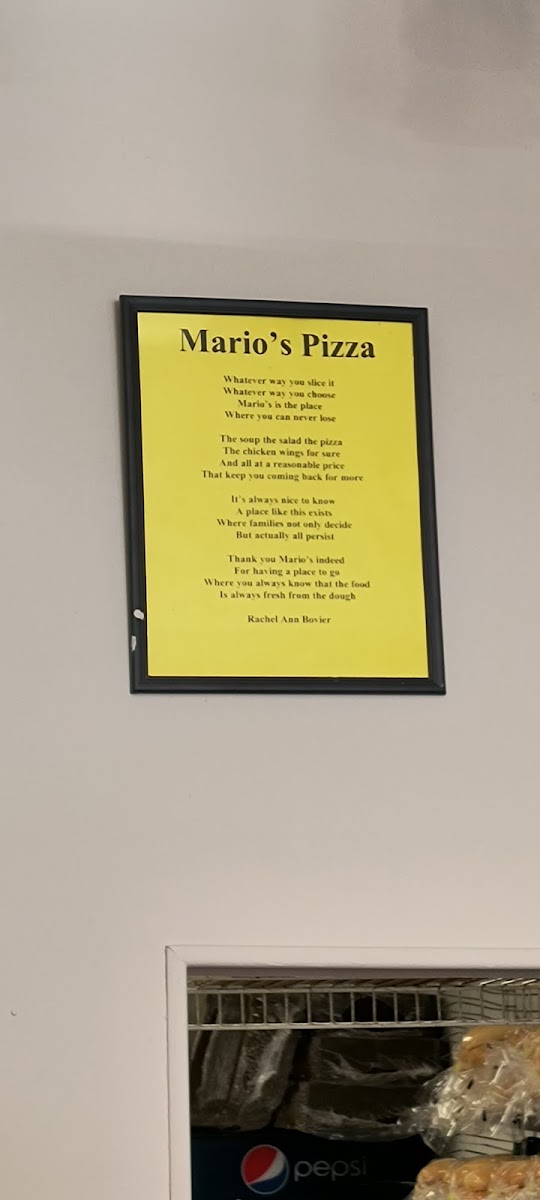 Mario's Pizza
Whatever way you slice it
Whatever way you choose
Mario's is the place
Where you can never lose
The soup the salad the pizza
The chicken wings for sure
And all at a reasonable price
That keep you coming back for more
It's always nice to know
A place like this exists
Where families not only decide
But actually all persist
Thank you Mario's indeed
For having a place to go
Where you always know that the food
Is always fresh from the dough
Rachel Ann Bovier
pepsi